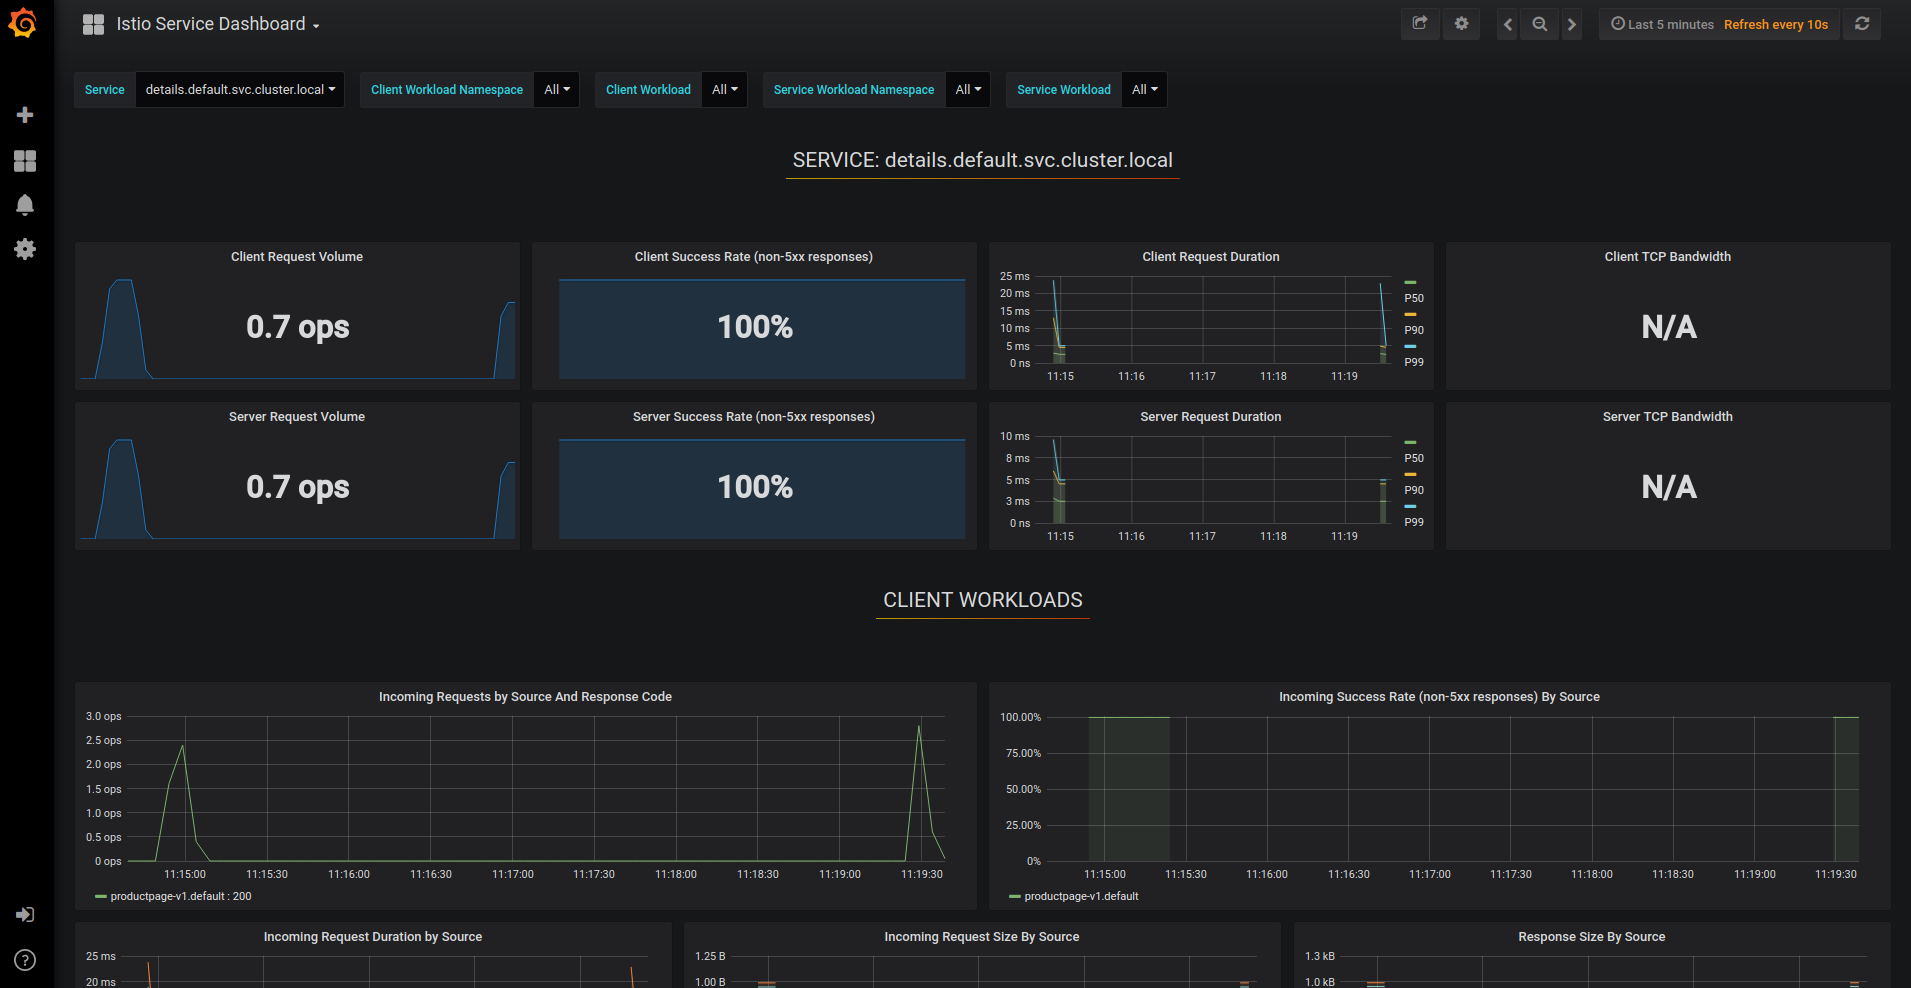 Istio Service Dashboard
Last 5 minutes Refresh every 10s
Service details.default.svc.cluster.local Client Workload Namespace All Client Workload All Service Workload Namespace All Service Workload All
SERVICE: details.default.svc.cluster.local
Client Request Volume
0.7 ops
Client Success Rate (non-5xx responses)
100%
Client Request Duration
25 ms
20 ms
15 ms
10 ms
5 ms
0 ns
11:15 11:16 11:17 11:18 11:19
P50
P90
P99
Client TCP Bandwidth
N/A
Server Request Volume
0.7 ops
Server Success Rate (non-5xx responses)
100%
Server Request Duration
10 ms
8 ms
5 ms
3 ms
0 ns
11:15 11:16 11:17 11:18 11:19
P50
P90
P99
Server TCP Bandwidth
N/A
CLIENT WORKLOADS
Incoming Requests by Source And Response Code
3.0 ops
2.5 ops
2.0 ops
1.5 ops
1.0 ops
0.5 ops
0 ops
11:15:00 11:15:30 11:16:00 11:16:30 11:17:00 11:17:30 11:18:00 11:18:30 11:19:00 11:19:30
productpage-v1.default : 200
Incoming Success Rate (non-5xx responses) By Source
100.00%
75.00%
50.00%
25.00%
0%
11:15:00 11:15:30 11:16:00 11:16:30 11:17:00 11:17:30 11:18:00 11:18:30 11:19:00 11:19:30
productpage-v1.default
Incoming Request Duration by Source
25 ms
20 ms
Incoming Request Size By Source
1.25 B
1.00 B
Response Size By Source
1.3 kB
1.0 kB